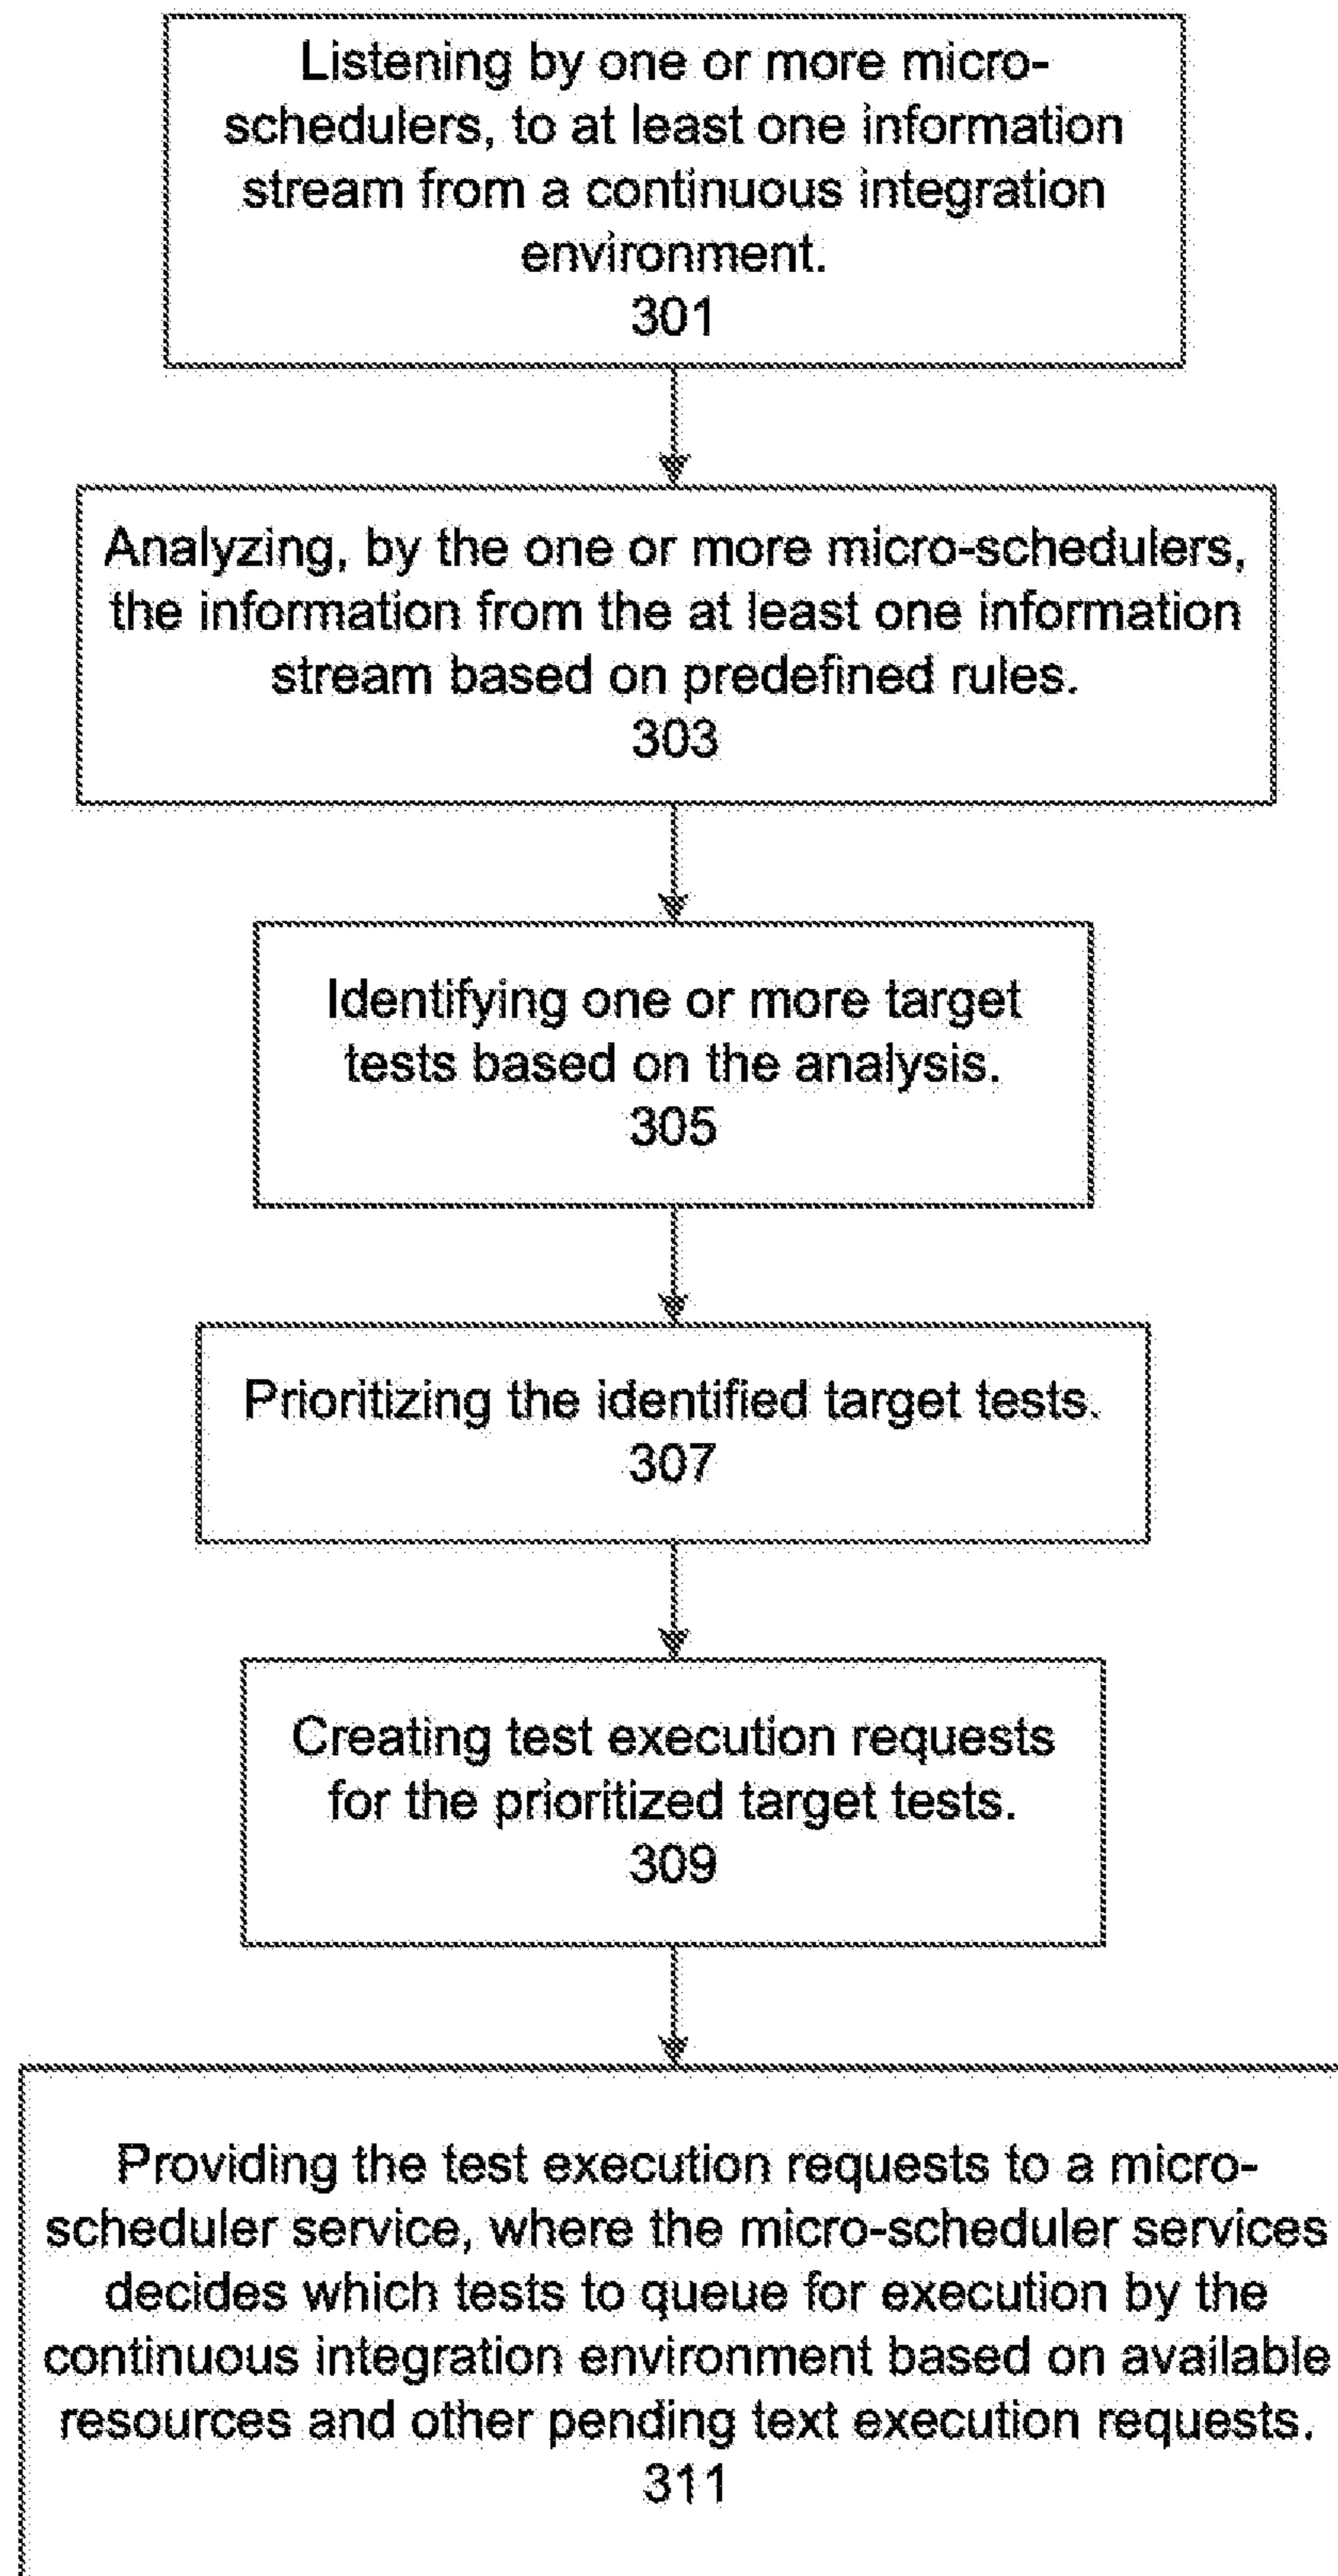 Listening by one or more micro-
schedulers, to at least one information
stream from a continuous integration
environment.
301
Analyzing, by the one or more micro-schedulers,
the information from the at least one information
stream based on predefined rules.
303
Identifying one or more target
tests based on the analysis.
305
Prioritizing the identified target tests.
307
Creating test execution requests
for the prioritized target tests.
309
Providing the test execution requests to a micro-
scheduler service, where the micro-scheduler services
decides which tests to queue for execution by the
continuous integration environment based on available
resources and other pending text execution requests.
311